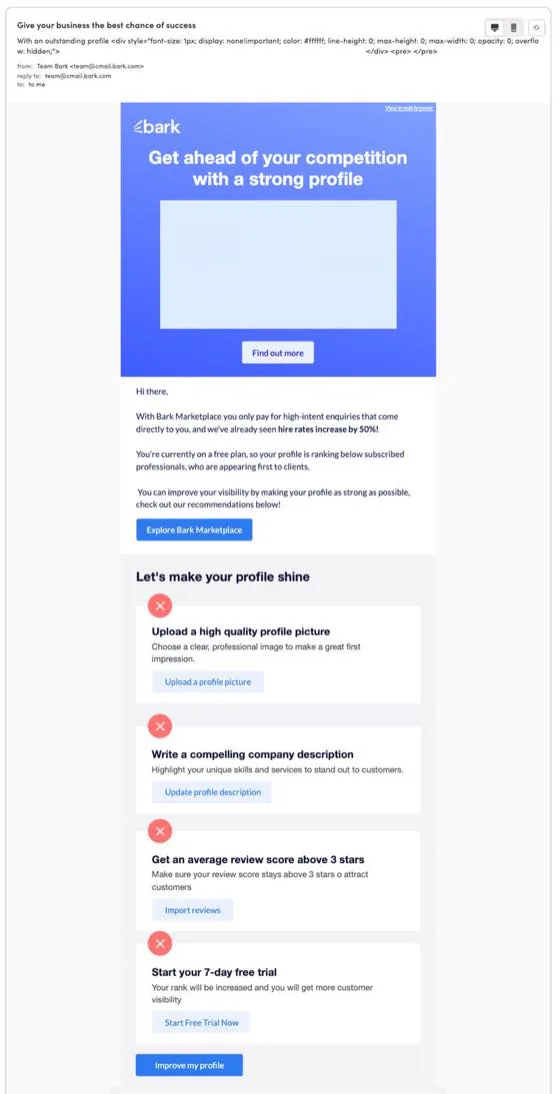 Give your business the best chance of success
With an outstanding profile <div style="font-size: 1px; display: none!important; color: #ffffff; line-height: 0; max-height: 0; max-width: 0; opacity: 0; overflo
w: hidden;"> </div> <pre> </pre>
from: Team Bark <team@cmail.bark.com>
reply to: team@cmail.bark.com
to: to me
View in web browser
bark
Get ahead of your competition
with a strong profile
Find out more
Hi there,
With Bark Marketplace you only pay for high-intent enquiries that come
directly to you, and we've already seen hire rates increase by 50%!
You're currently on a free plan, so your profile is ranking below subscribed
professionals, who are appearing first to clients.
You can improve your visibility by making your profile as strong as possible,
check out our recommendations below!
Explore Bark Marketplace
Let's make your profile shine
Upload a high quality profile picture
Choose a clear, professional image to make a great first
impression.
Upload a profile picture
Write a compelling company description
Highlight your unique skills and services to stand out to customers.
Update profile description
Get an average review score above 3 stars
Make sure your review score stays above 3 stars o attract
customers
Import reviews
Start your 7-day free trial
Your rank will be increased and you will get more customer
visibility
Start Free Trial Now
Improve my profile